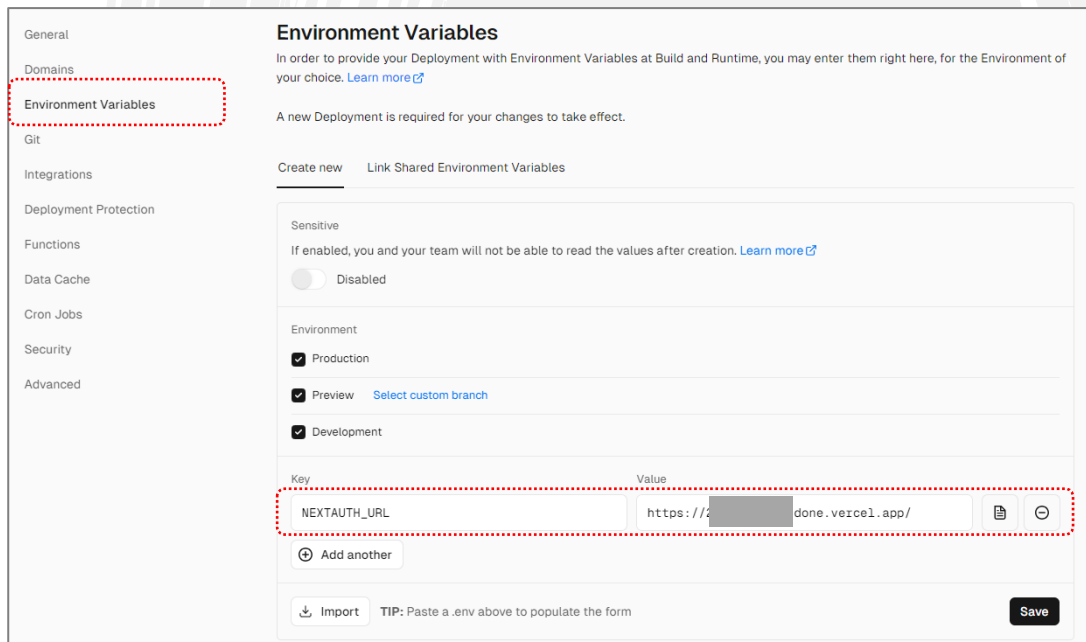 General
Domains
Environment Variables
Git
Integrations
Deployment Protection
Functions
Data Cache
Cron Jobs
Security
Advanced
Environment Variables
In order to provide your Deployment with Environment Variables at Build and Runtime, you may enter them right here, for the Environment of
your choice. Learn more
A new Deployment is required for your changes to take effect.
Create new Link Shared Environment Variables
Sensitive
If enabled, you and your team will not be able to read the values after creation. Learn more
Disabled
Environment
Production
Preview Select custom branch
Development
Key Value
NEXTAUTH_URL https:// done.vercel.app/
Add another
Import TIP: Paste a .env above to populate the form Save